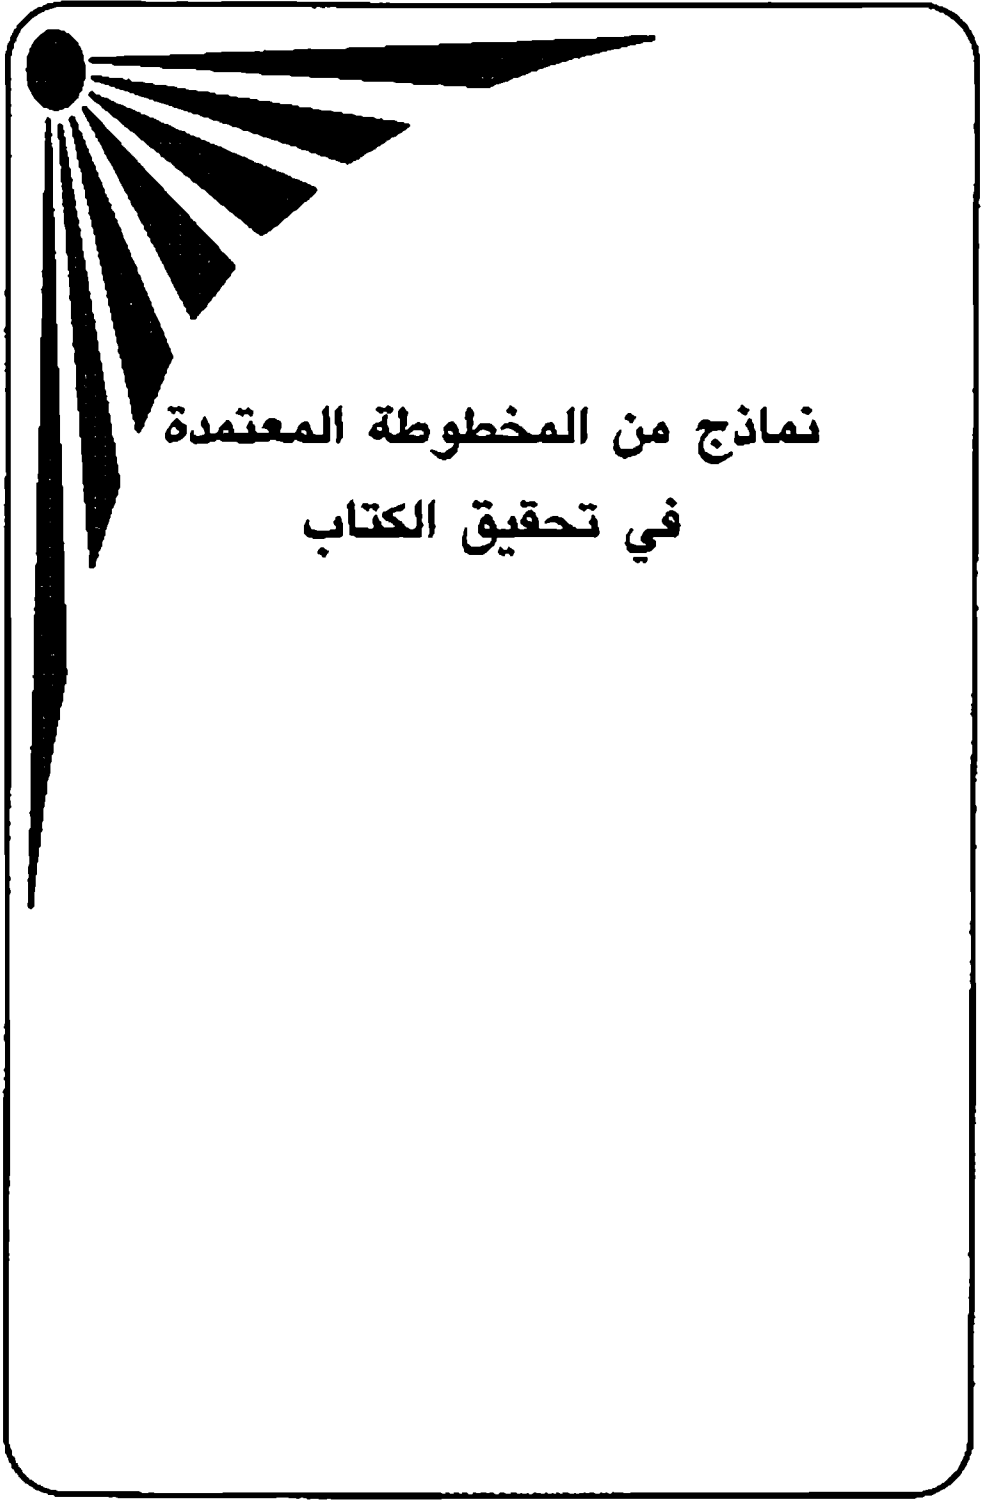 نماذج من المخطوطة المعتمدة
في تحقيق الكتاب